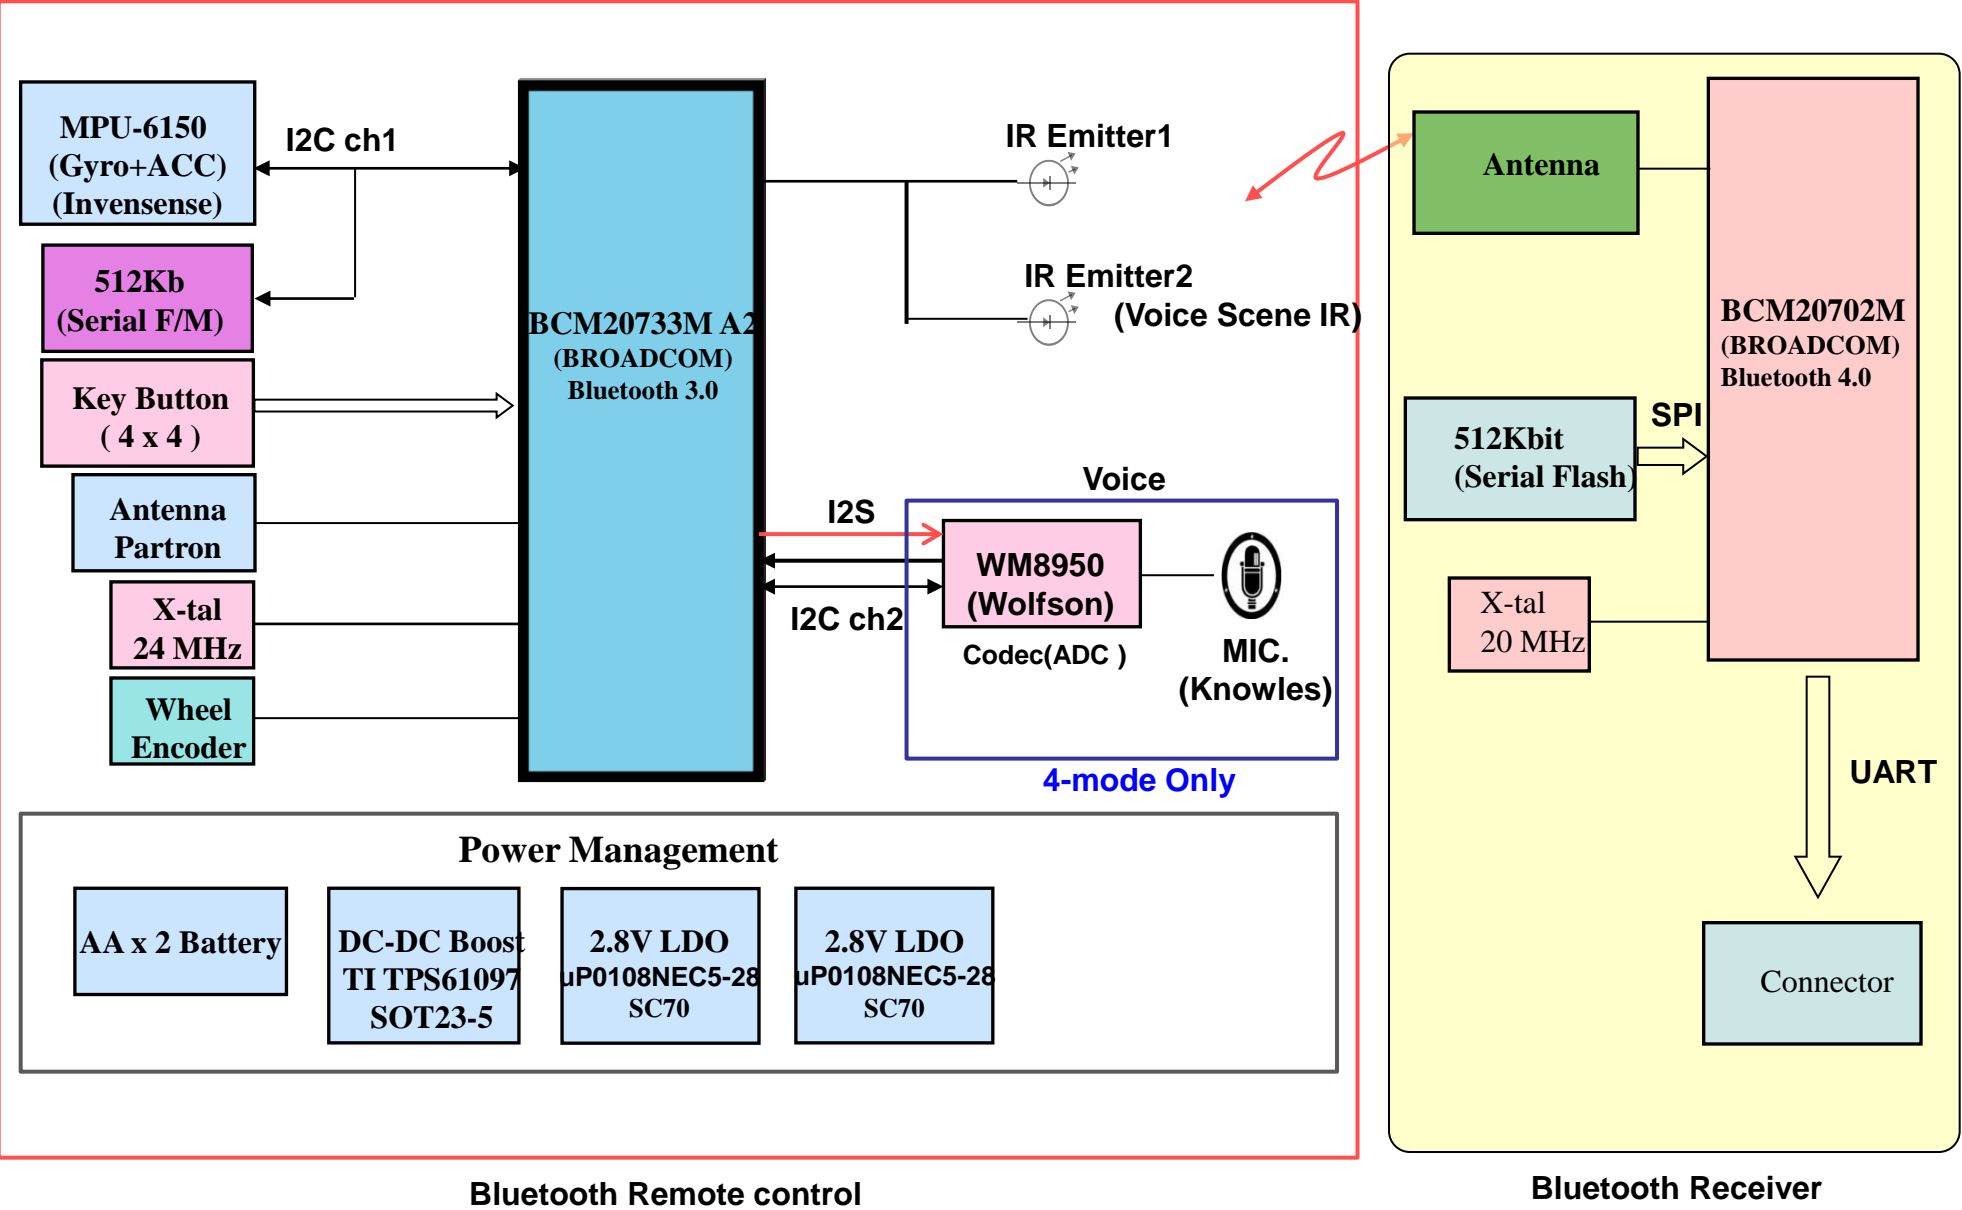 MPU-6150
(Gyro+ACC)
(Invensense)
I2C ch1
512Kb
(Serial F/M)
Key Button
( 4 x 4 )
Antenna
Partron
X-tal
24 MHz
Wheel
Encoder
BCM20733M A2
(BROADCOM)
Bluetooth 3.0
IR Emitter1
IR Emitter2
(Voice Scene IR)
Voice
I2S
I2C ch2
WM8950
(Wolfson)
Codec(ADC )
MIC.
(Knowles)
4-mode Only
Power Management
AA x 2 Battery
DC-DC Boost
TI TPS61097
SOT23-5
2.8V LDO
uP0108NEC5-28
SC70
2.8V LDO
uP0108NEC5-28
SC70
Bluetooth Remote control
Antenna
BCM20702M
(BROADCOM)
Bluetooth 4.0
SPI
512Kbit
(Serial Flash)
X-tal
20 MHz
UART
Connector
Bluetooth Receiver